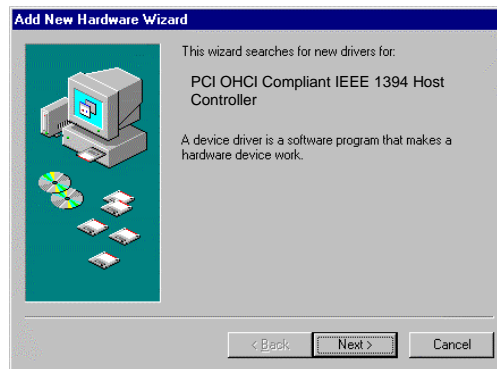 Add New Hardware Wizard
This wizard searches for new drivers for:
PCI OHCI Compliant IEEE 1394 Host
Controller
A device driver is a software program that makes a
hardware device work.
< Back
Next >
Cancel